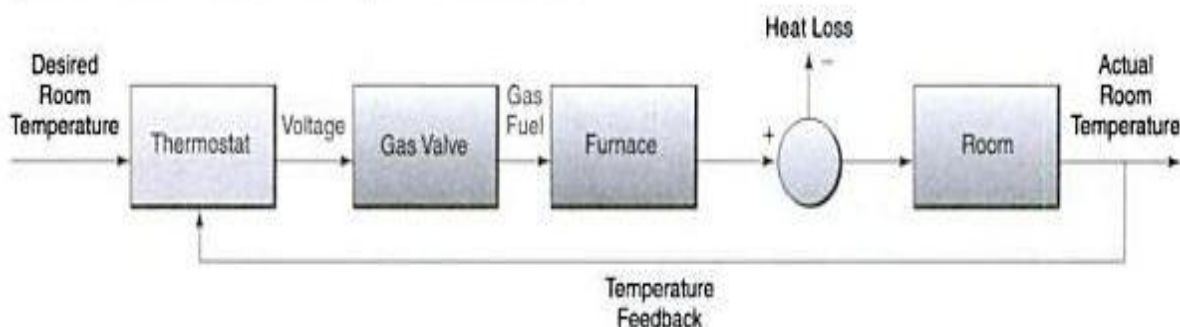 Heat Loss
Desired
Room
Temperature
Thermostat
Voltage
Gas Valve
Gas
Fuel
Furnace
+
−
Room
Actual
Room
Temperature
Temperature
Feedback